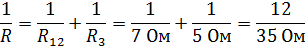 1/R = 1/R₁₂ + 1/R₃ = 1/7 Ом + 1/5 Ом = 12/35 Ом